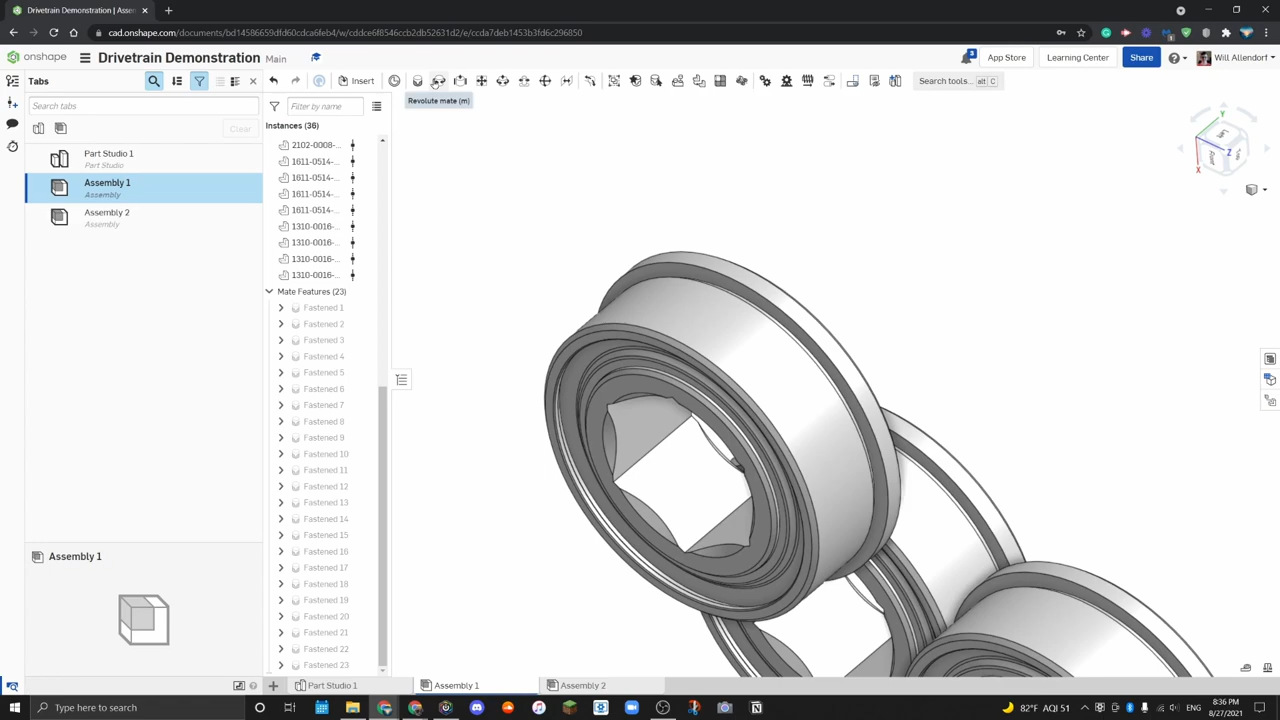 Drivetrain Demonstration | Assen
cad.onshape.com/documents/bd14586659dfd60cdca6feb4/w/cddce6f8546ccb2db52631d2/e/ccda7deb1453b3fd6c296850
onshape
Drivetrain Demonstration Main
3
App Store
Learning Center
Share
Will Allendorf
Tabs
Insert
Search tools...
alt C
Revolute mate (m)
Search tabs
Filter by name
Clear
Instances (36)
Part Studio 1
Part Studio
Assembly 1
Assembly
Assembly 2
Assembly
2102-0008-...
1611-0514-...
1611-0514-...
1611-0514-...
1611-0514-...
1310-0016-...
1310-0016-...
1310-0016-...
1310-0016-...
Mate Features (23)
Fastened 1
Fastened 2
Fastened 3
Fastened 4
Fastened 5
Fastened 6
Fastened 7
Fastened 8
Fastened 9
Fastened 10
Fastened 11
Fastened 12
Fastened 13
Fastened 14
Fastened 15
Fastened 16
Fastened 17
Fastened 18
Fastened 19
Fastened 20
Fastened 21
Fastened 22
Fastened 23
Y
Z
X
Left
Front
Assembly 1
Part Studio 1
Assembly 1
Assembly 2
Type here to search
82°F AQI 51
ENG
8:36 PM
8/27/2021